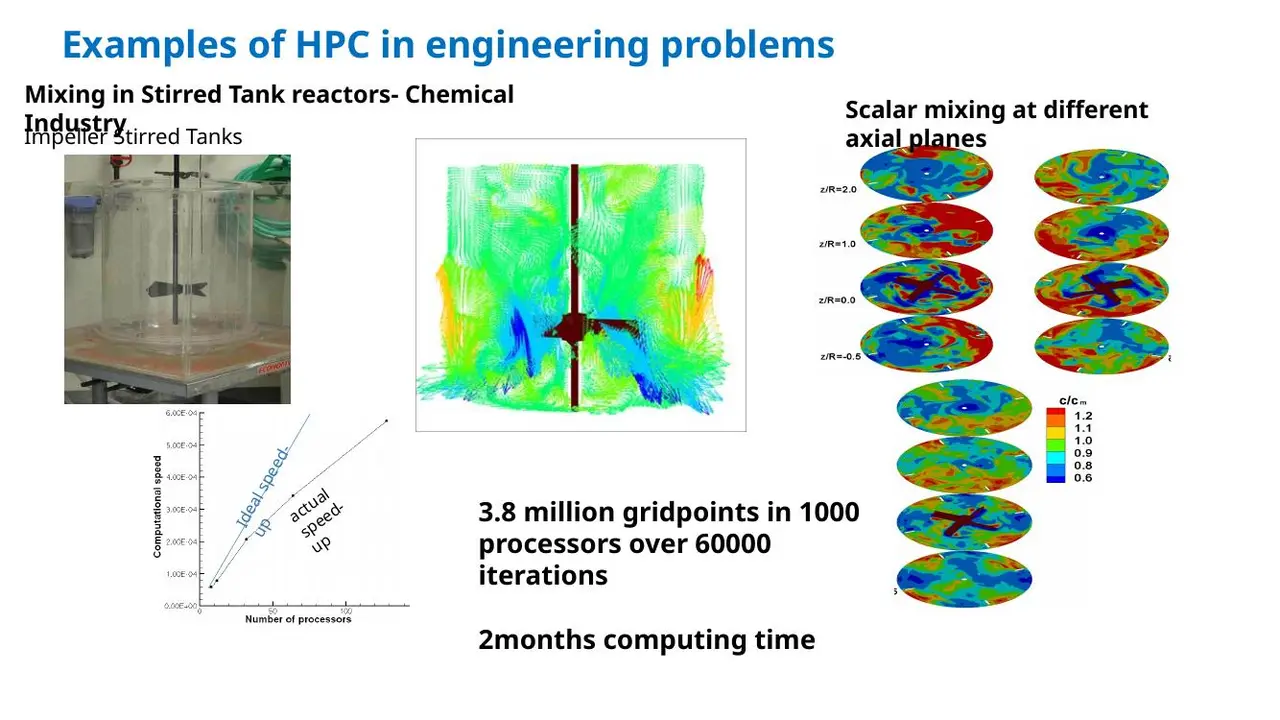 Examples of HPC in engineering problems
Mixing in Stirred Tank reactors- Chemical
Industry
Impeller Stirred Tanks
Scalar mixing at different
axial planes
z/R=2.0
z/R=1.0
z/R=0.0
z/R=-0.5
c/cm
1.2
1.1
1.0
0.9
0.8
0.6
6.00E-04
5.00E-04
4.00E-04
3.00E-04
2.00E-04
1.00E-04
0.00E+00
0
50
100
Computational speed
Number of processors
Ideal speed-
up
actual
speed-
up
3.8 million gridpoints in 1000
processors over 60000
iterations
2months computing time